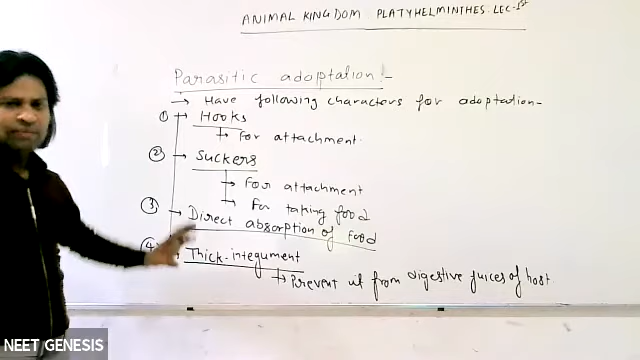 ANIMAL KINGDOM PLATYHELMINTHES. LEC-1st
Parasitic adoptation!-
→ Have following characters for adoptation-
① → Hooks
↳ For attachment.
② → Suckers
→ For attachment
→ For taking food
③ → Direct absorption of food
④ Thick-integument
↳ Prevent it from digestive juices of host
NEET GENESIS